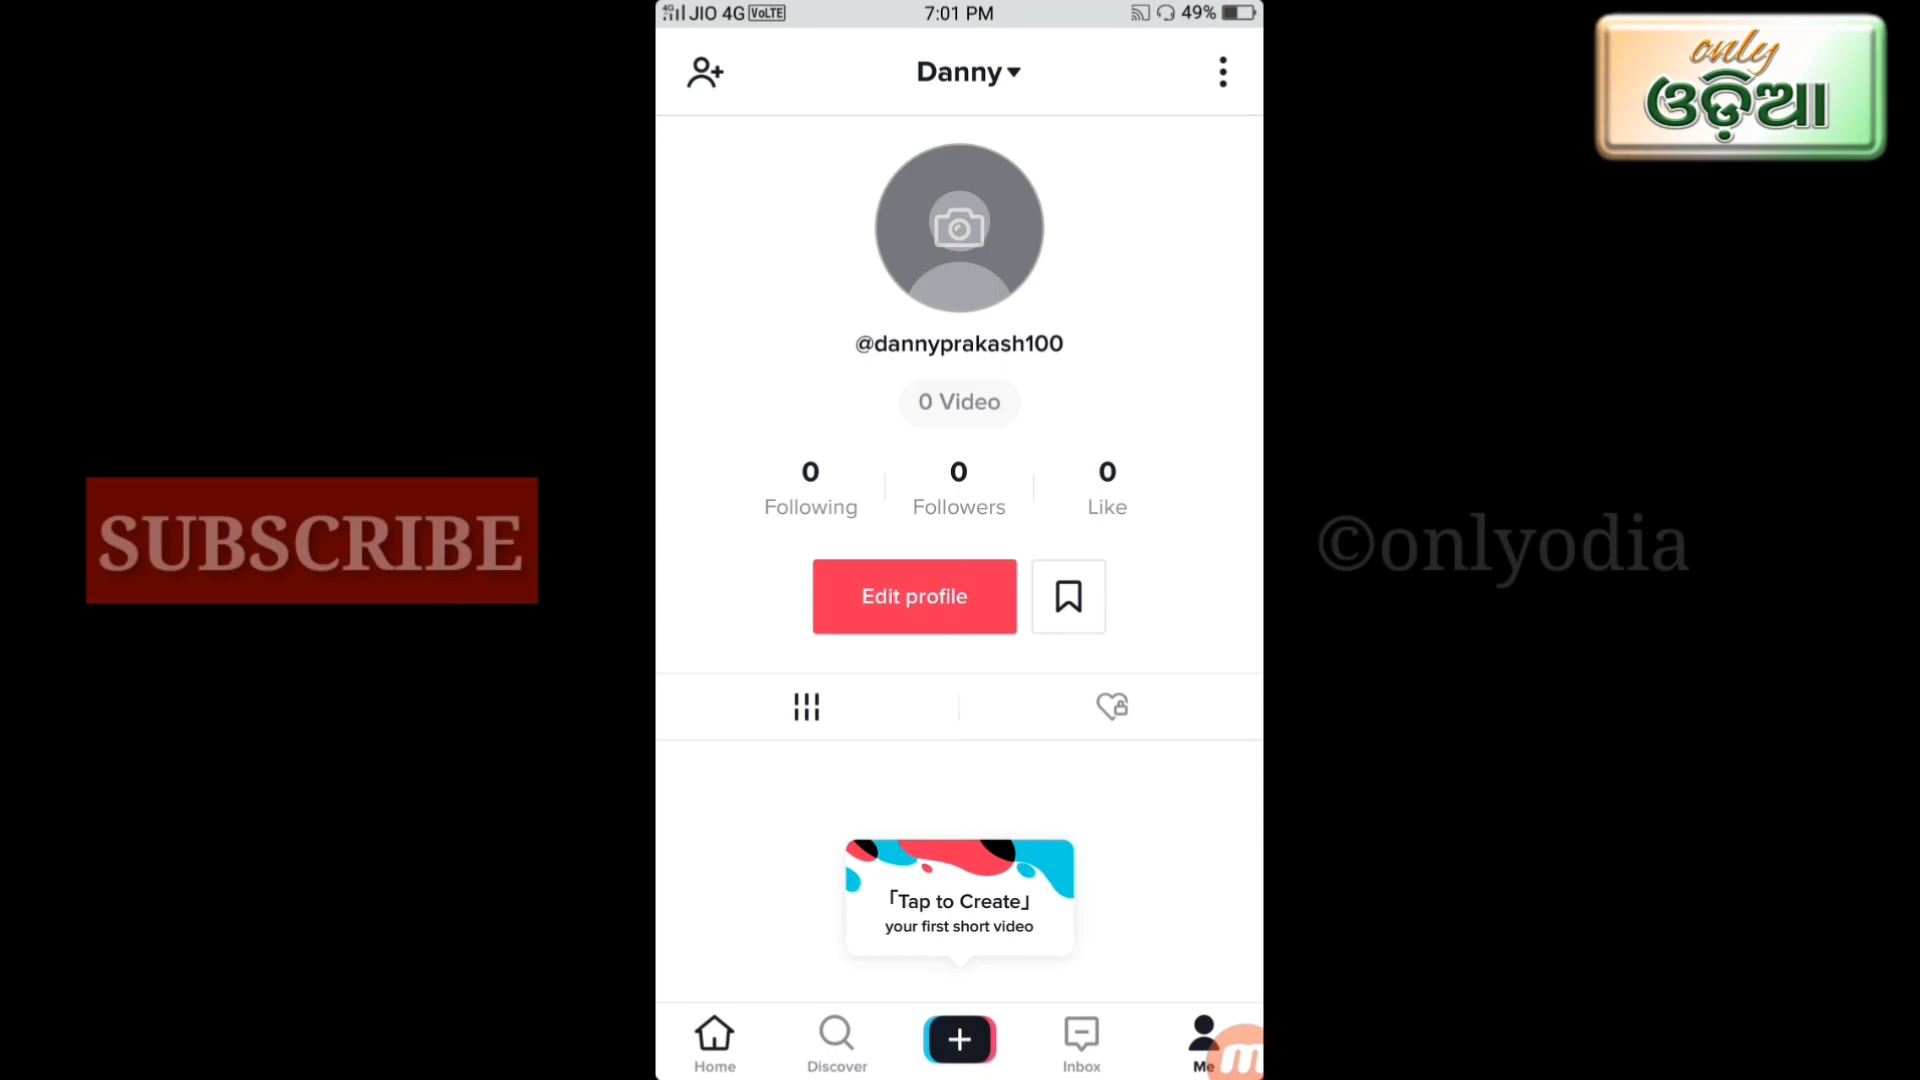 4G JIO 4G VoLTE 7:01 PM 49%
Danny
only
ଓଡ଼ିଆ
@dannyprakash100
0 Video
0 0 0
Following Followers Like
SUBSCRIBE
©onlyodia
Edit profile
「Tap to Create」
your first short video
Home Discover Inbox Me